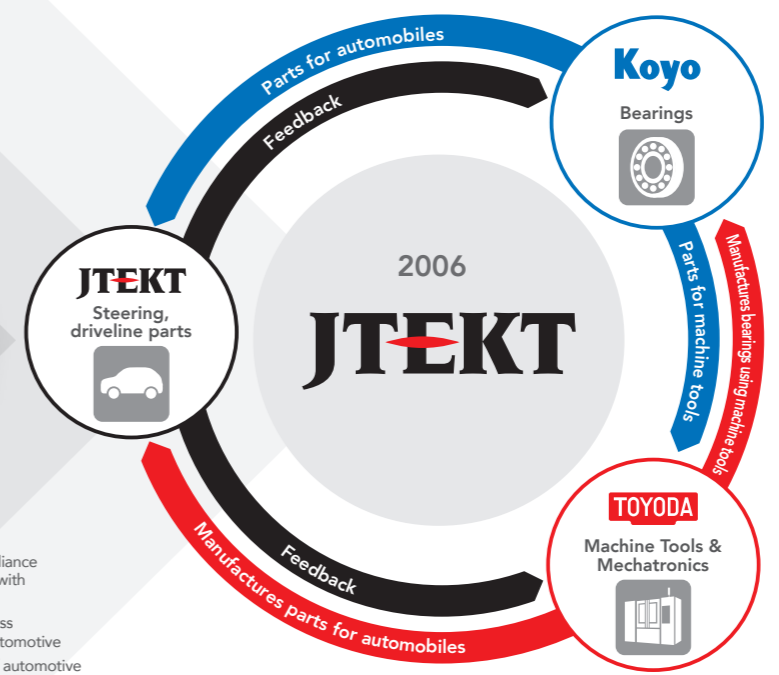 Parts for automobiles
Feedback
Koyo
Bearings
2006
JTEKT
JTEKT
Steering,
driveline parts
Parts for machine tools
Manufactures bearings using machine tools
TOYODA
Machine Tools &
Mechatronics
Feedback
Manufactures parts for automobiles
with
automotive